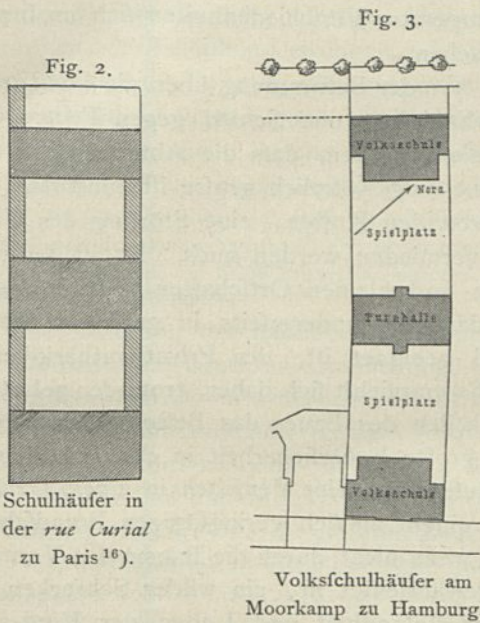 Fig. 2.
Schulhäuſer in
der rue Curial
zu Paris 16).
Fig. 3.
Volksschule
Nord
Spielplatz
Turnhalle
Spielplatz
Volksschule
Volksſchulhäuſer am
Moorkamp zu Hamburg